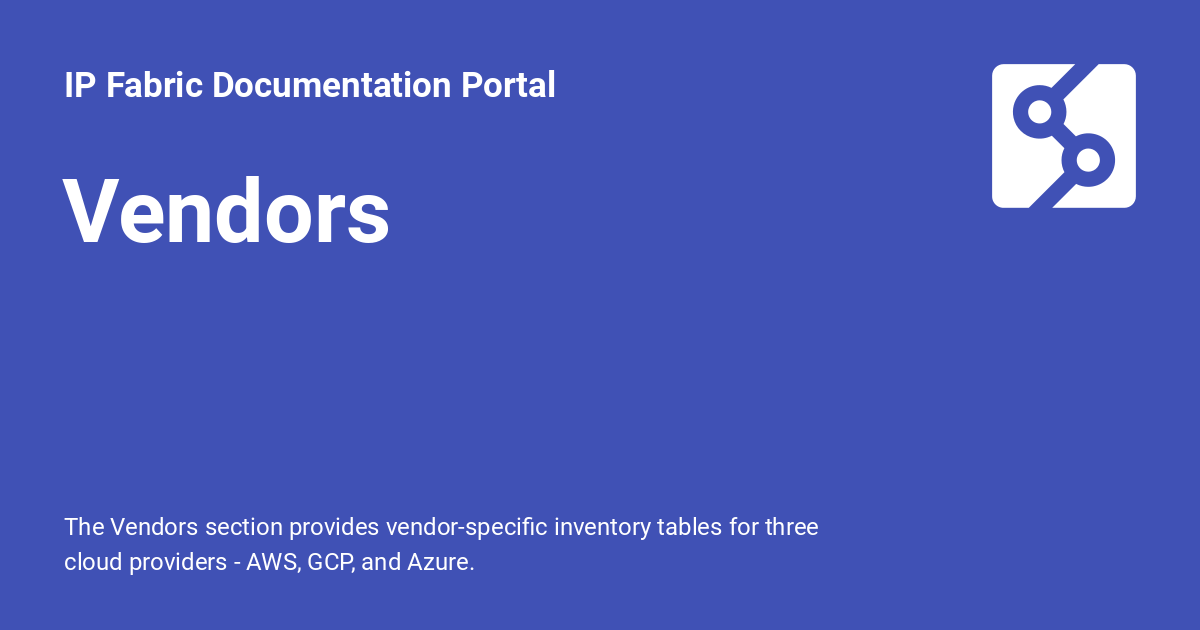 IP Fabric Documentation Portal
Vendors
The Vendors section provides vendor-specific inventory tables for three
cloud providers - AWS, GCP, and Azure.